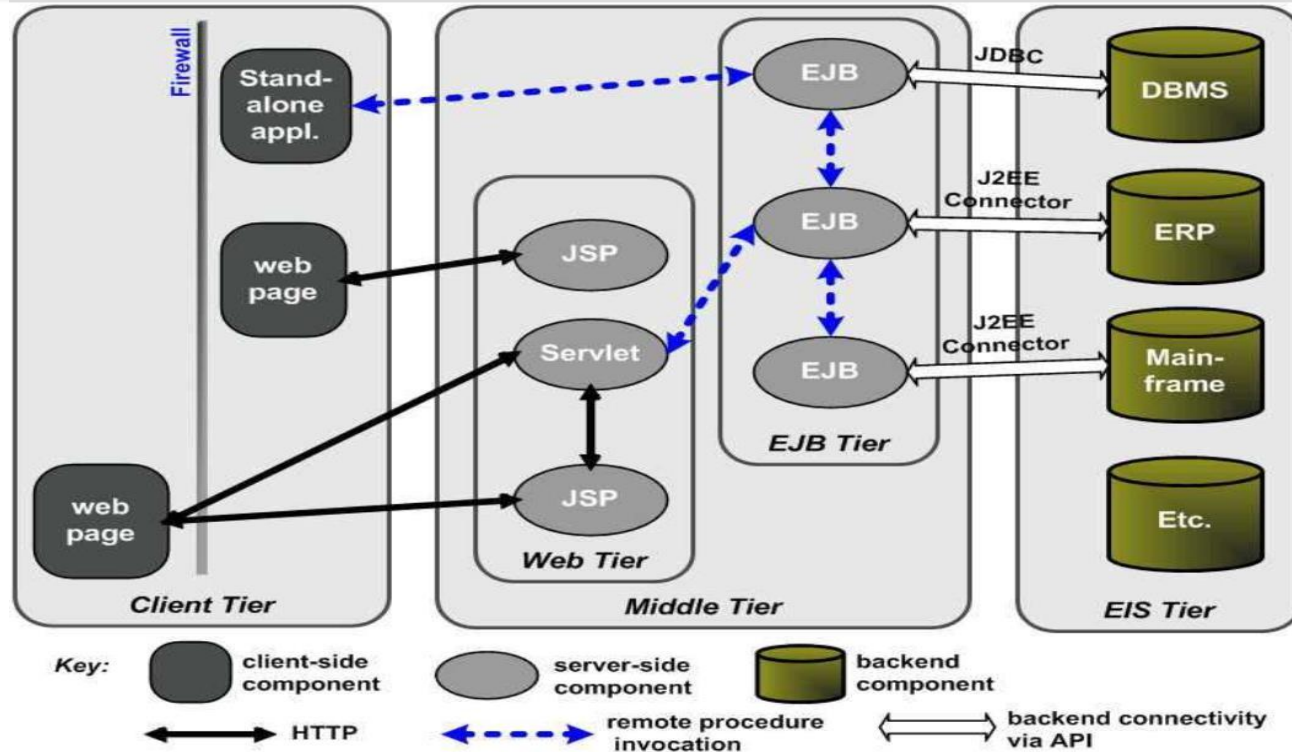 Firewall
Stand-
alone
appl.
web
page
web
page
Client Tier
JSP
Servlet
JSP
Web Tier
EJB
EJB
EJB
EJB Tier
Middle Tier
JDBC
J2EE
Connector
J2EE
Connector
DBMS
ERP
Main-
frame
Etc.
EIS Tier
Key:
client-side
component
server-side
component
backend
component
HTTP
remote procedure
invocation
backend connectivity
via API